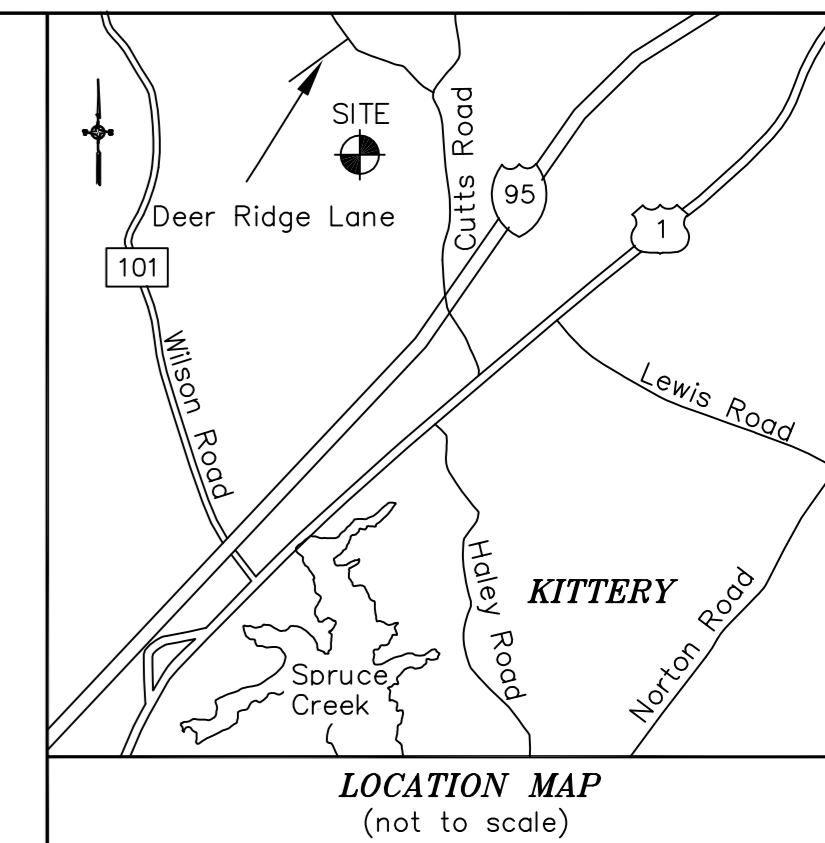 SITE
Cutts Road
95
Deer Ridge Lane
1
101
Wilson Road
Lewis Road
Haley Road
KITTERY
Norton Road
Spruce
Creek
LOCATION MAP
(not to scale)